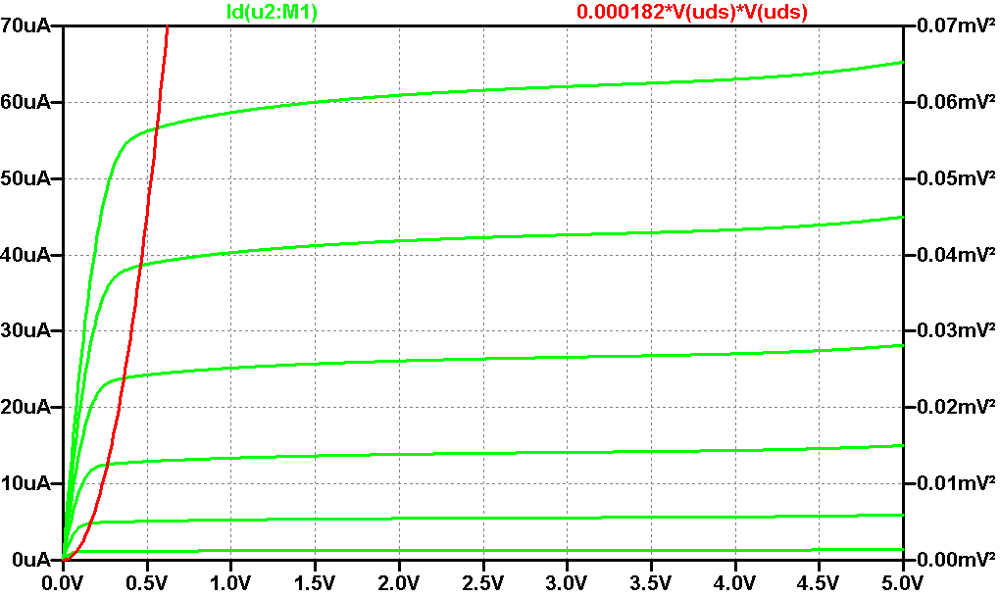 Id(u2:M1) 0.000182*V(uds)*V(uds)
70uA 0.07mV²
60uA 0.06mV²
50uA 0.05mV²
40uA 0.04mV²
30uA 0.03mV²
20uA 0.02mV²
10uA 0.01mV²
0uA 0.00mV²
0.0V 0.5V 1.0V 1.5V 2.0V 2.5V 3.0V 3.5V 4.0V 4.5V 5.0V